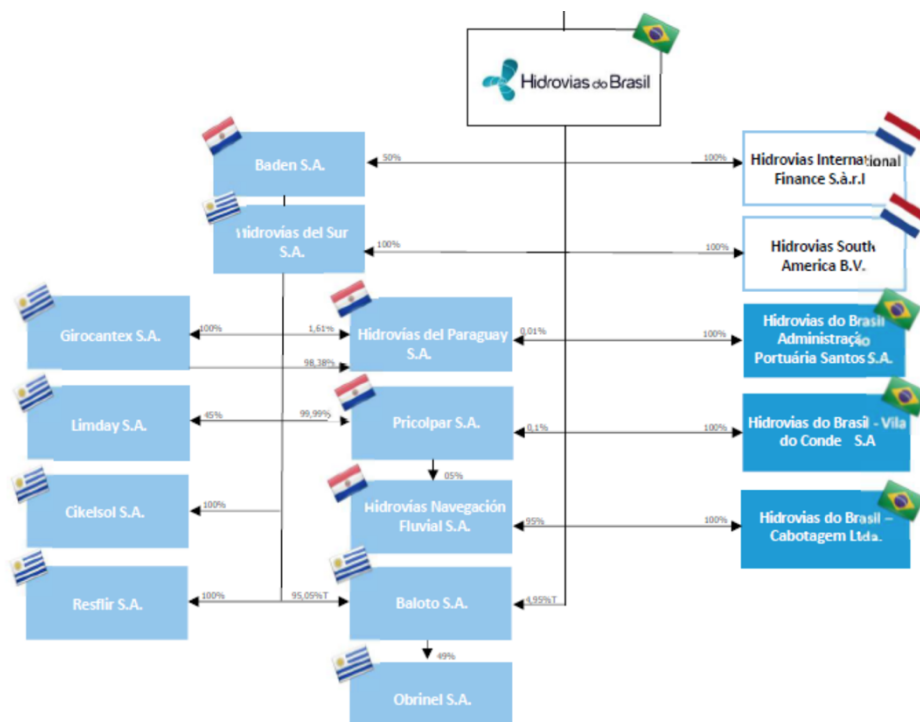 Hidrovias do Brasil
Baden S.A.
50%
100%
Hidrovias International
Finance S.à.r.l
Hidrovias del Sur
S.A.
100%
100%
Hidrovias South
America B.V.
Girocantex S.A.
100%
1,61%
Hidrovias del Paraguay
S.A.
0,01%
100%
Hidrovias do Brasil
Administração
Portuária Santos S.A.
98,38%
Limday S.A.
45%
99,99%
Pricolpar S.A.
0,1%
100%
Hidrovias do Brasil - Vila
do Conde S.A
05%
Cikelsol S.A.
100%
Hidrovias Navegación
Fluvial S.A.
95%
100%
Hidrovias do Brasil –
Cabotagem Ltda.
Resflir S.A.
100%
95,05%T
Baloto S.A.
4,95%T
49%
Obrinel S.A.